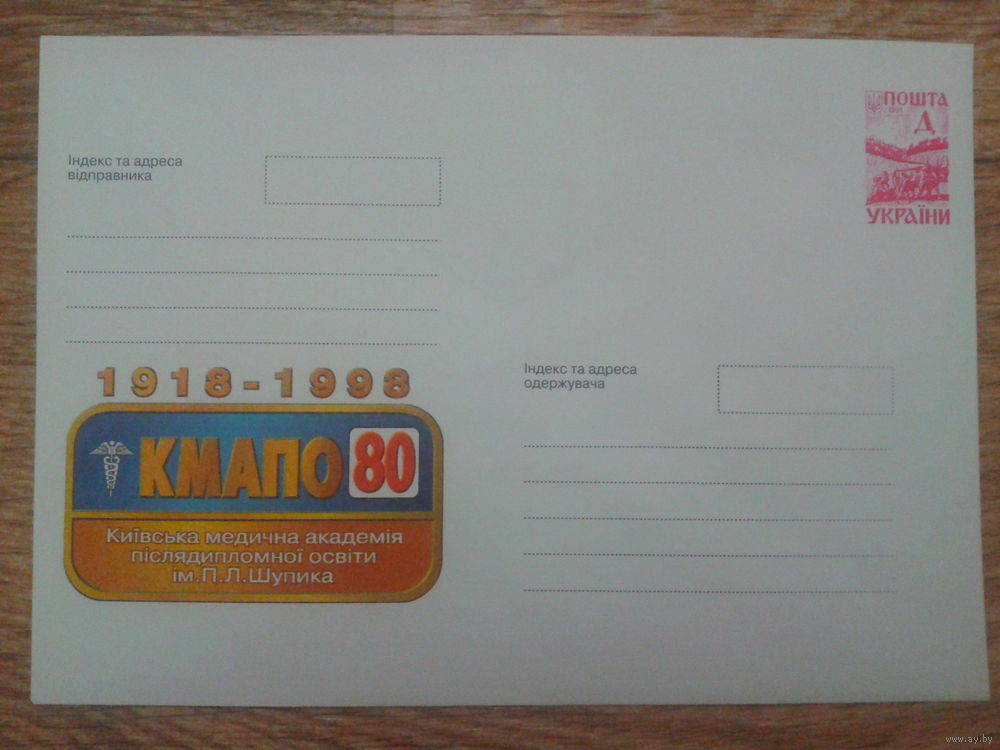 ПОШТА
Д
УКРАЇНИ
Індекс та адреса
відправника
1918-1998
КМАПО 80
Київська медична академія
післядипломної освіти
ім.П.Л.Шупика
Індекс та адреса
одержувача
www.ay.by